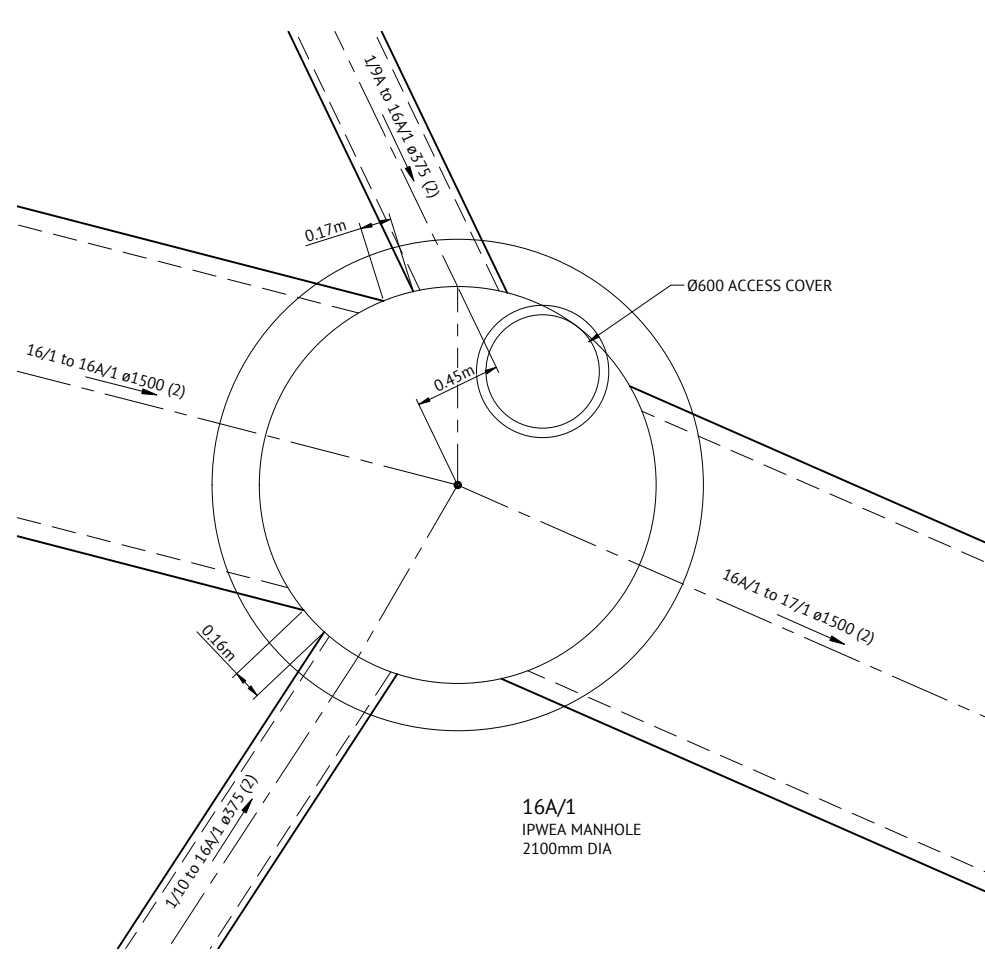 1/9A to 16A/1 ø375 (2)
0.17m
Ø600 ACCESS COVER
16/1 to 16A/1 ø1500 (2)
0.45m
16A/1 to 17/1 ø1500 (2)
0.16m
1/10 to 16A/1 ø375 (2)
16A/1
IPWEA MANHOLE
2100mm DIA